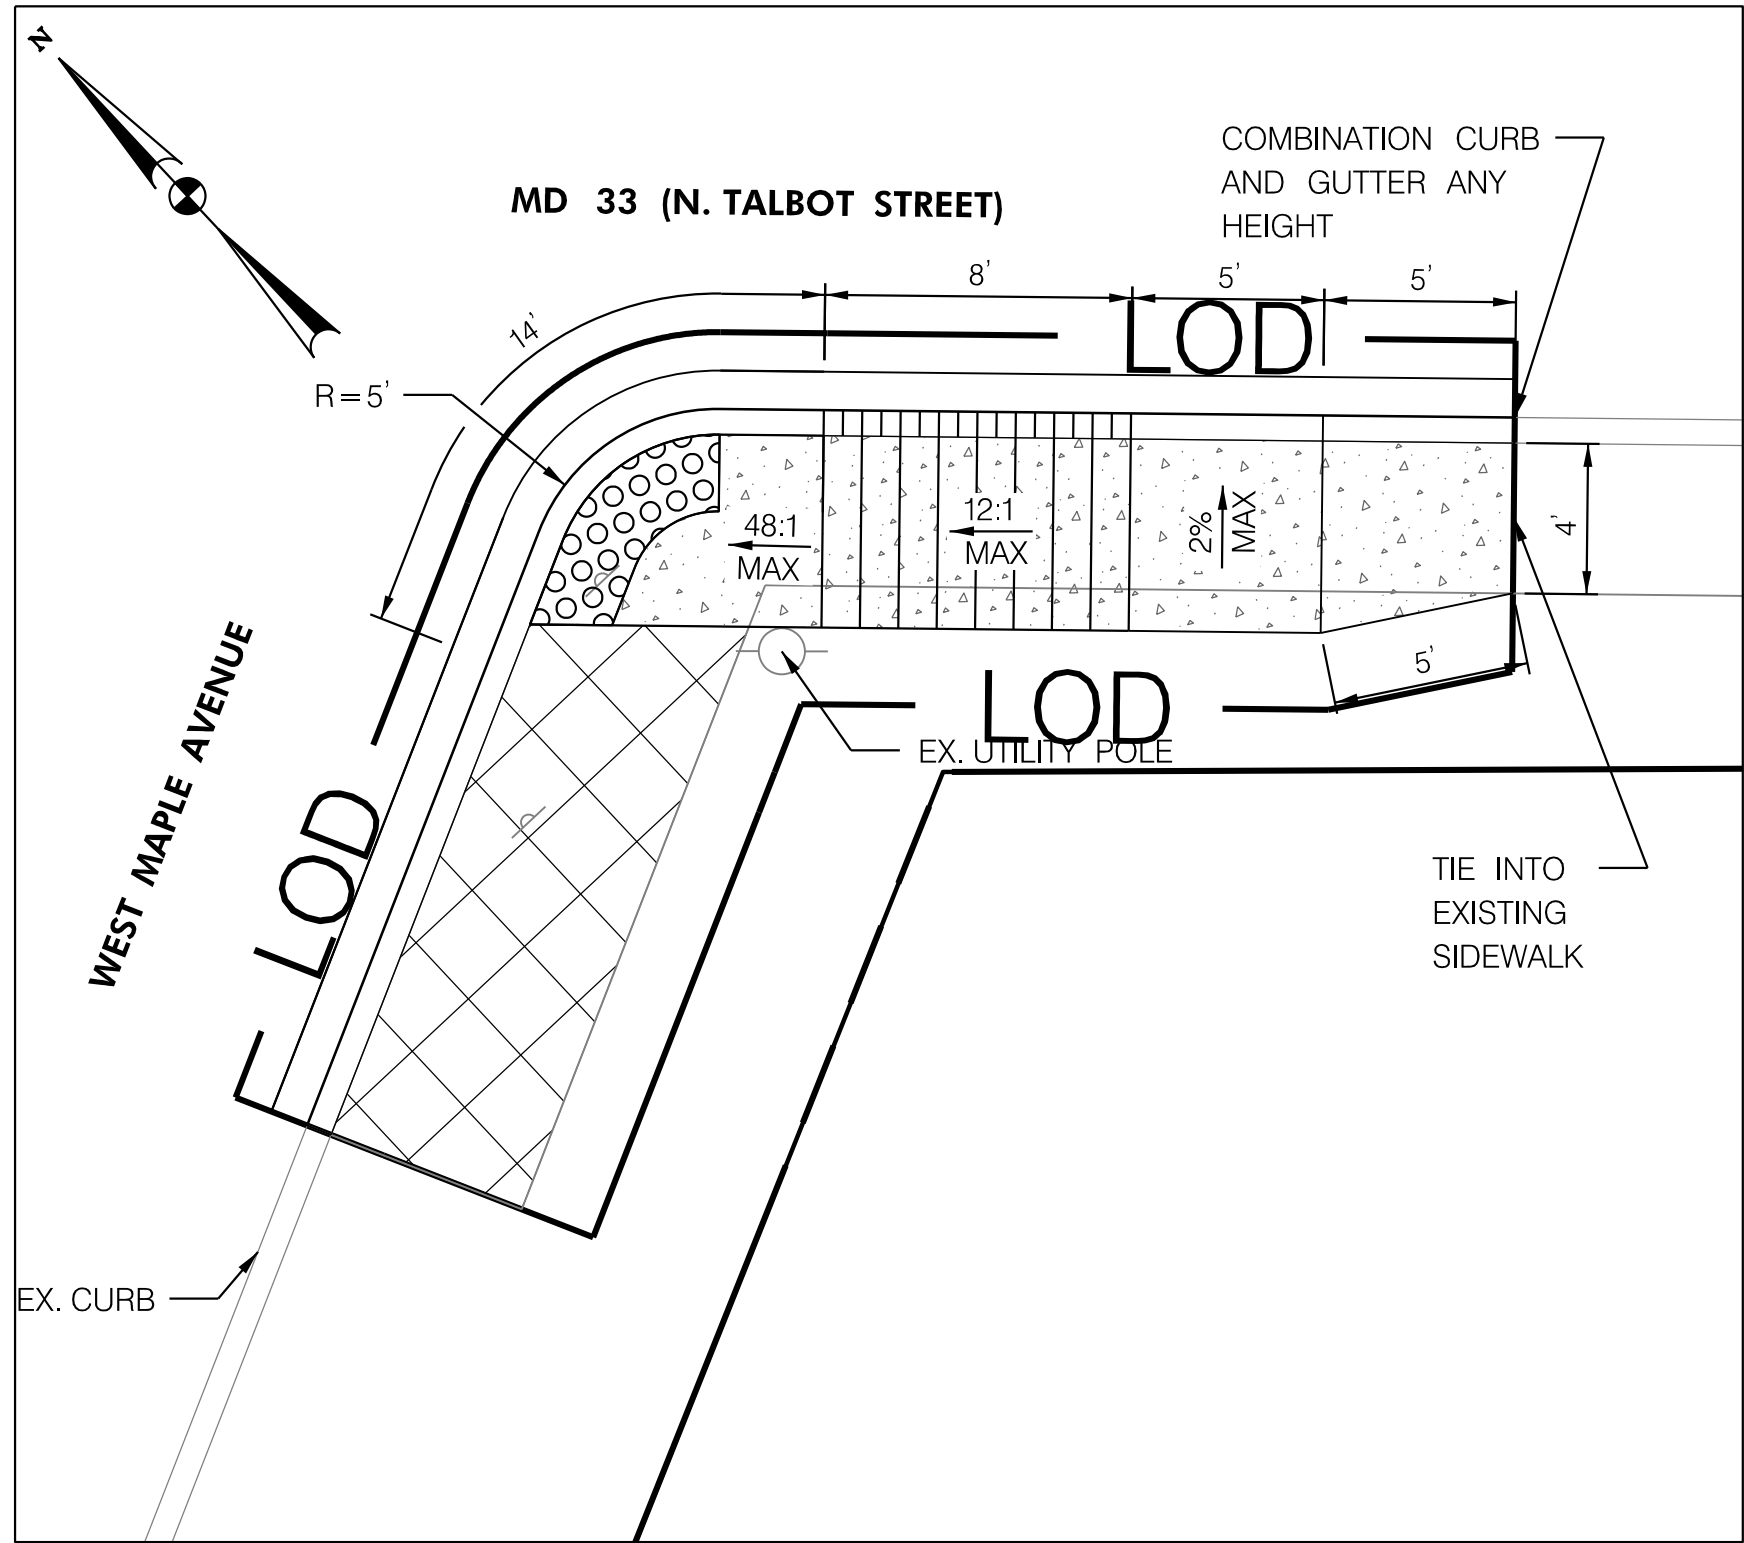 N
MD 33 (N. TALBOT STREET)
COMBINATION CURB
AND GUTTER ANY
HEIGHT
8'
5'
5'
14'
LOD
R=5'
48:1
MAX
12:1
MAX
2%
MAX
4'
5'
LOD
EX. UTILITY POLE
WEST MAPLE AVENUE
LOD
TIE INTO
EXISTING
SIDEWALK
EX. CURB